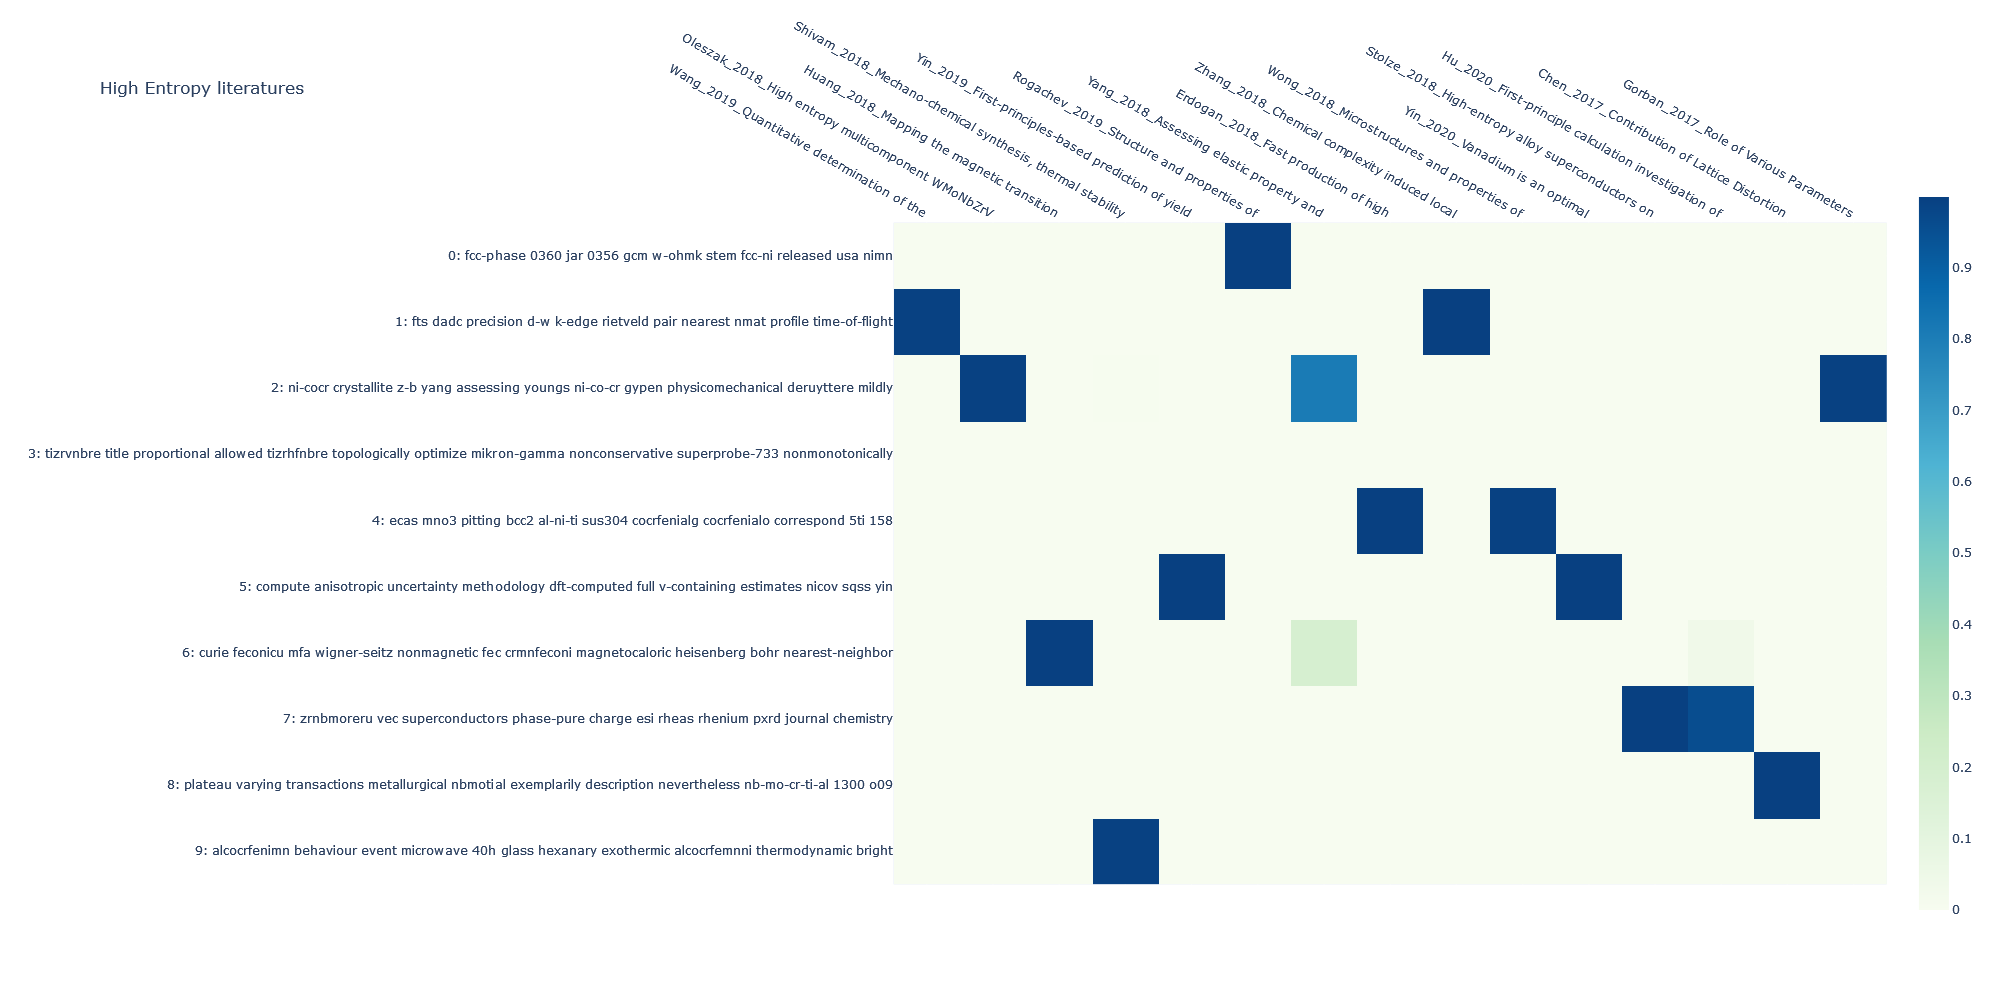 High Entropy literatures
Wang_2019_Quantitative determination of the
Oleszak_2018_High entropy multicomponent WMoNbZrV
Huang_2018_Mapping the magnetic transition
Shivam_2018_Mechano-chemical synthesis, thermal stability
Yin_2019_First-principles-based prediction of yield
Rogachev_2019_Structure and properties of
Yang_2018_Assessing elastic property and
Erdogan_2018_Fast production of high
Zhang_2018_Chemical complexity induced local
Wong_2018_Microstructures and properties of
Yin_2020_Vanadium is an optimal
Stolze_2018_High-entropy alloy superconductors on
Hu_2020_First-principle calculation investigation of
Chen_2017_Contribution of Lattice Distortion
Gorban_2017_Role of Various Parameters
0: fcc-phase 0360 jar 0356 gcm w-ohmk stem fcc-ni released usa nimn
1: fts dadc precision d-w k-edge rietveld pair nearest nmat profile time-of-flight
2: ni-cocr crystallite z-b yang assessing youngs ni-co-cr gypen physicomechanical deruyttere mildly
3: tizrvnbre title proportional allowed tizrhfnbre topologically optimize mikron-gamma nonconservative superprobe-733 nonmonotonically
4: ecas mno3 pitting bcc2 al-ni-ti sus304 cocrfenialg cocrfenialo correspond 5ti 158
5: compute anisotropic uncertainty methodology dft-computed full v-containing estimates nicov sqss yin
6: curie feconicu mfa wigner-seitz nonmagnetic fec crmnfeconi magnetocaloric heisenberg bohr nearest-neighbor
7: zrnbmoreru vec superconductors phase-pure charge esi rheas rhenium pxrd journal chemistry
8: plateau varying transactions metallurgical nbmotial exemplarily description nevertheless nb-mo-cr-ti-al 1300 o09
9: alcocrfenimn behaviour event microwave 40h glass hexanary exothermic alcocrfemnni thermodynamic bright
0.9
0.8
0.7
0.6
0.5
0.4
0.3
0.2
0.1
0